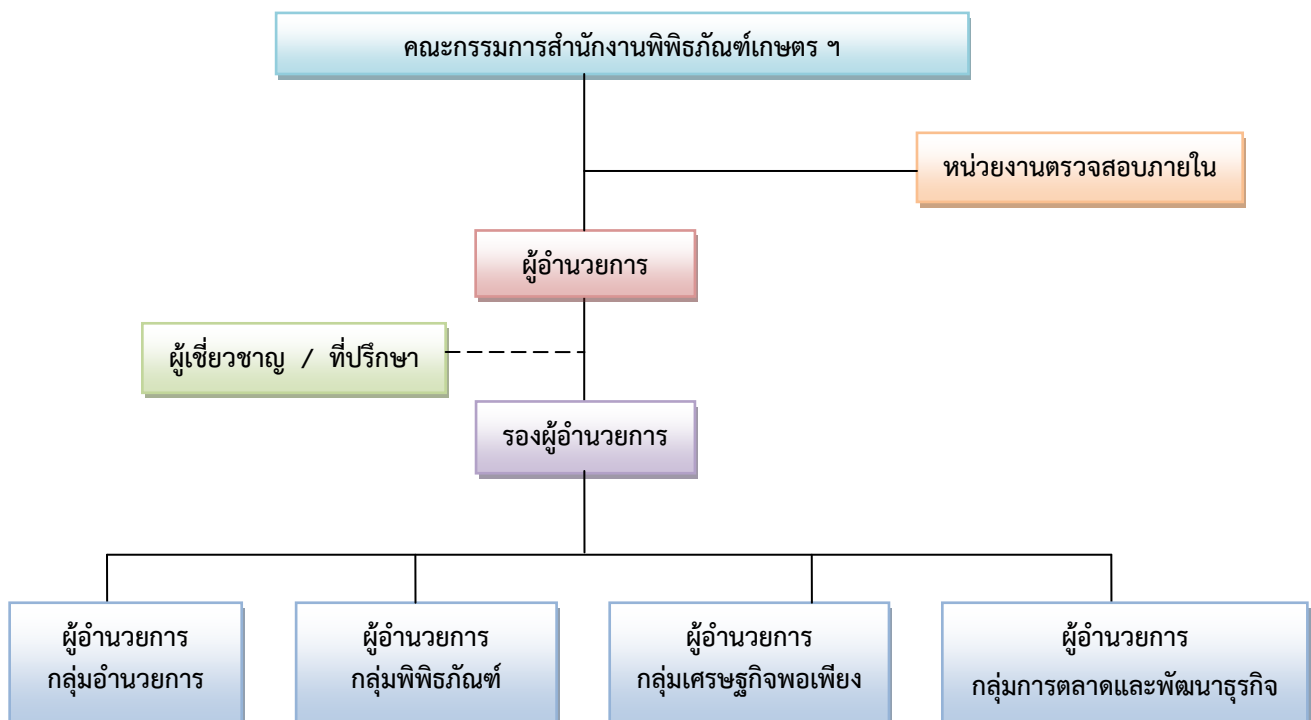 คณะกรรมการสำนักงานพิพิธภัณฑ์เกษตร ฯ
หน่วยงานตรวจสอบภายใน
ผู้อำนวยการ
ผู้เชี่ยวชาญ / ที่ปรึกษา
รองผู้อำนวยการ
ผู้อำนวยการ
กลุ่มอำนวยการ
ผู้อำนวยการ
กลุ่มพิพิธภัณฑ์
ผู้อำนวยการ
กลุ่มเศรษฐกิจพอเพียง
ผู้อำนวยการ
กลุ่มการตลาดและพัฒนาธุรกิจ